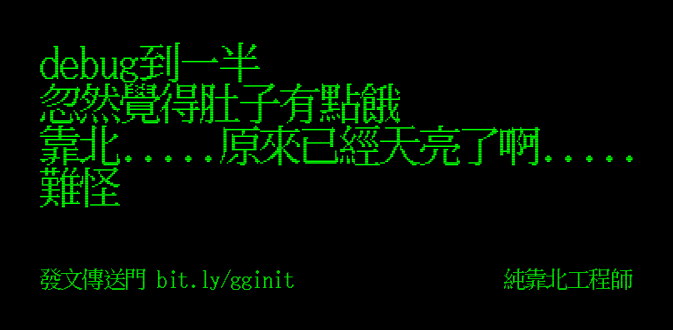 debug到一半
忽然覺得肚子有點餓
靠北.....原來已經天亮了啊.....
難怪
發文傳送門 bit.ly/gginit
純靠北工程師